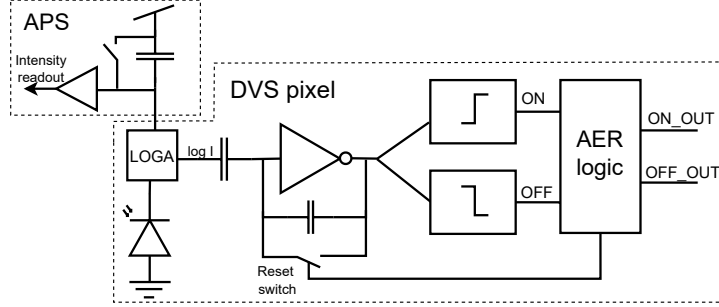 APS
Intensity
readout
DVS pixel
LOGA
log I
ON
OFF
AER
logic
ON_OUT
OFF_OUT
Reset
switch